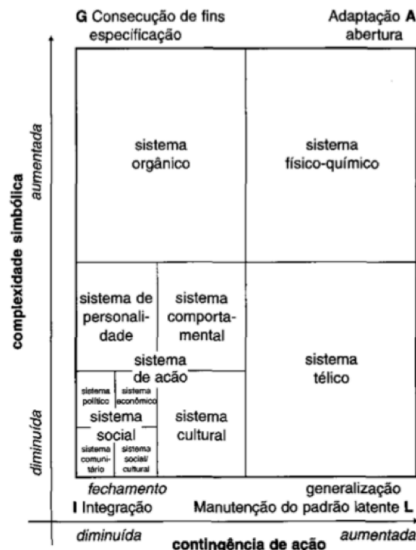 G Consecução de fins
especificação
Adaptação A
abertura
complexidade simbólica
aumentada
diminuída
sistema
orgânico
sistema
físico-químico
sistema de
personali-
dade
sistema
comporta-
mental
sistema
de acão
sistema
político
sistema
econômico
sistema
social
sistema
comuni-
tário
sistema
social/
cultural
sistema
cultural
sistema
télico
fechamento
generalização
I Integração
Manutenção do padrão latente L
diminuída
aumentada
contingência de ação